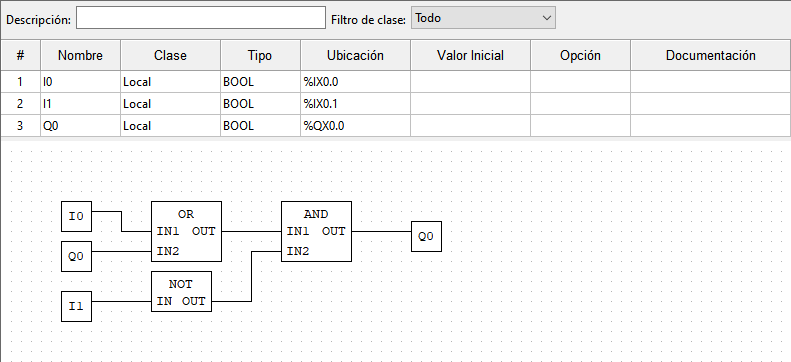 Descripción: Filtro de clase: Todo
# Nombre Clase Tipo Ubicación Valor Inicial Opción Documentación
1 I0 Local BOOL %IX0.0
2 I1 Local BOOL %IX0.1
3 Q0 Local BOOL %QX0.0
I0 OR AND
IN1 OUT IN1 OUT Q0
Q0 IN2 IN2
NOT
I1 IN OUT